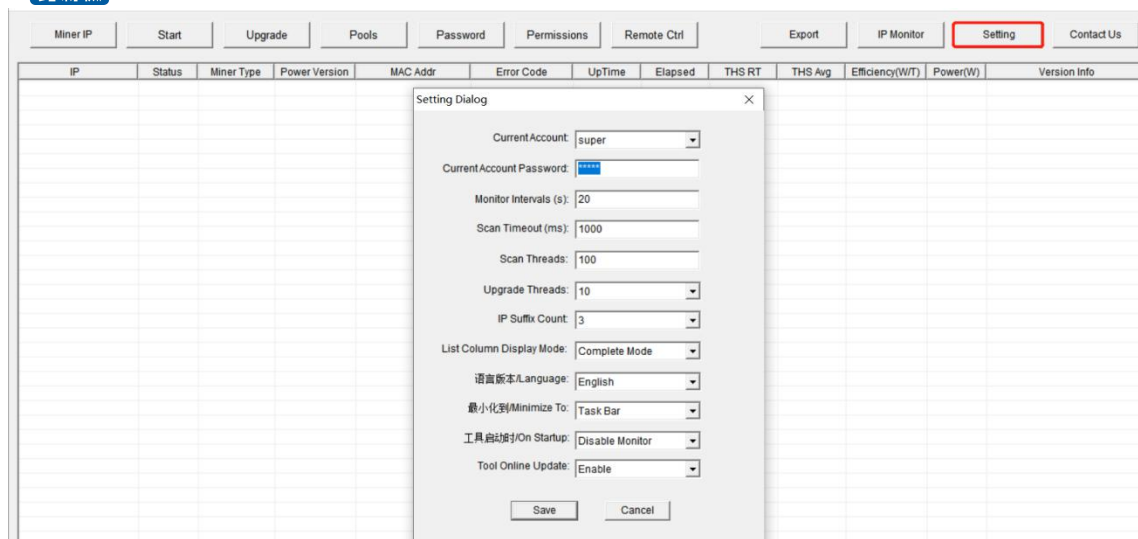 Miner IP Start Upgrade Pools Password Permissions Remote Ctrl Export IP Monitor Setting Contact Us
IP Status Miner Type Power Version MAC Addr Error Code UpTime Elapsed THS RT THS Avg Efficiency(W/T) Power(W) Version Info
Setting Dialog
Current Account: super
Current Account Password: *****
Monitor Intervals (s): 20
Scan Timeout (ms): 1000
Scan Threads: 100
Upgrade Threads: 10
IP Suffix Count: 3
List Column Display Mode: Complete Mode
语言版本/Language: English
最小化到/Minimize To: Task Bar
工具启动时/On Startup: Disable Monitor
Tool Online Update: Enable
Save Cancel